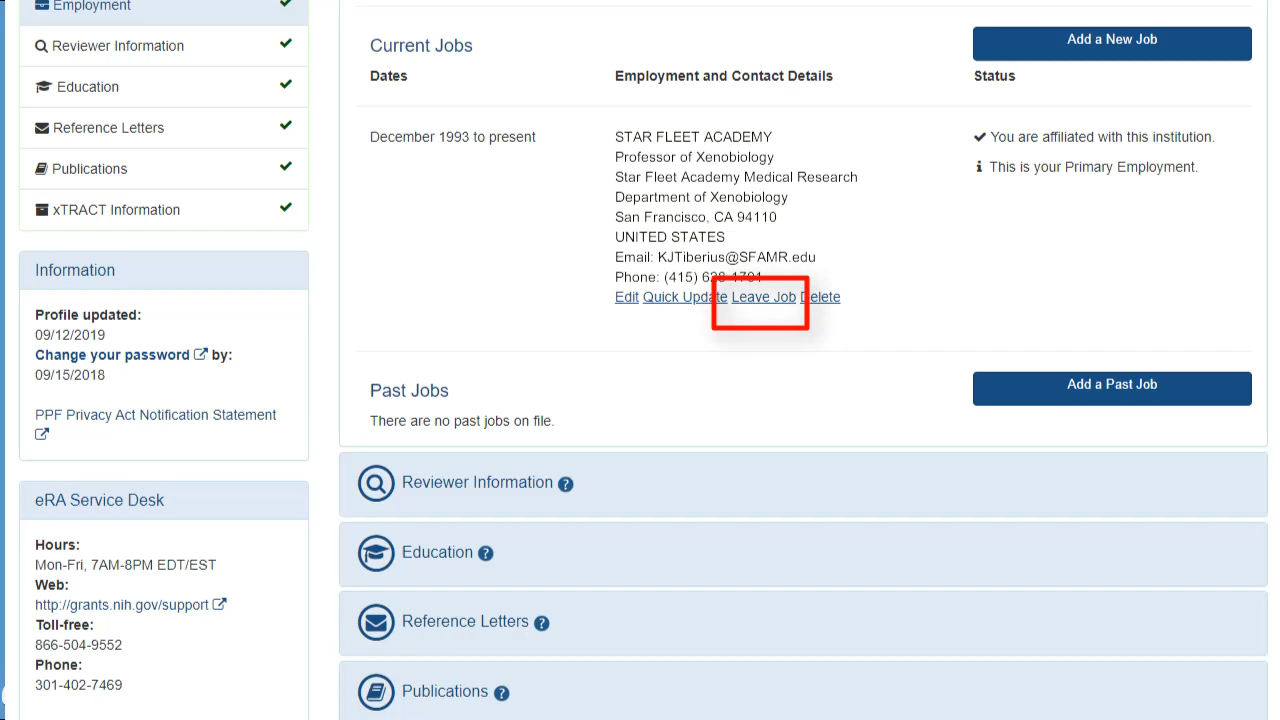 Employment
Reviewer Information
Education
Reference Letters
Publications
xTRACT Information
Information
Profile updated:
09/12/2019
Change your password by:
09/15/2018
PPF Privacy Act Notification Statement
eRA Service Desk
Hours:
Mon-Fri, 7AM-8PM EDT/EST
Web:
http://grants.nih.gov/support
Toll-free:
866-504-9552
Phone:
301-402-7469
Current Jobs
Add a New Job
Dates Employment and Contact Details Status
December 1993 to present
STAR FLEET ACADEMY
Professor of Xenobiology
Star Fleet Academy Medical Research
Department of Xenobiology
San Francisco, CA 94110
UNITED STATES
Email: KJTiberius@SFAMR.edu
Phone: (415) 628-1701
Edit Quick Update Leave Job Delete
You are affiliated with this institution.
This is your Primary Employment.
Past Jobs
Add a Past Job
There are no past jobs on file.
Reviewer Information ?
Education ?
Reference Letters ?
Publications ?